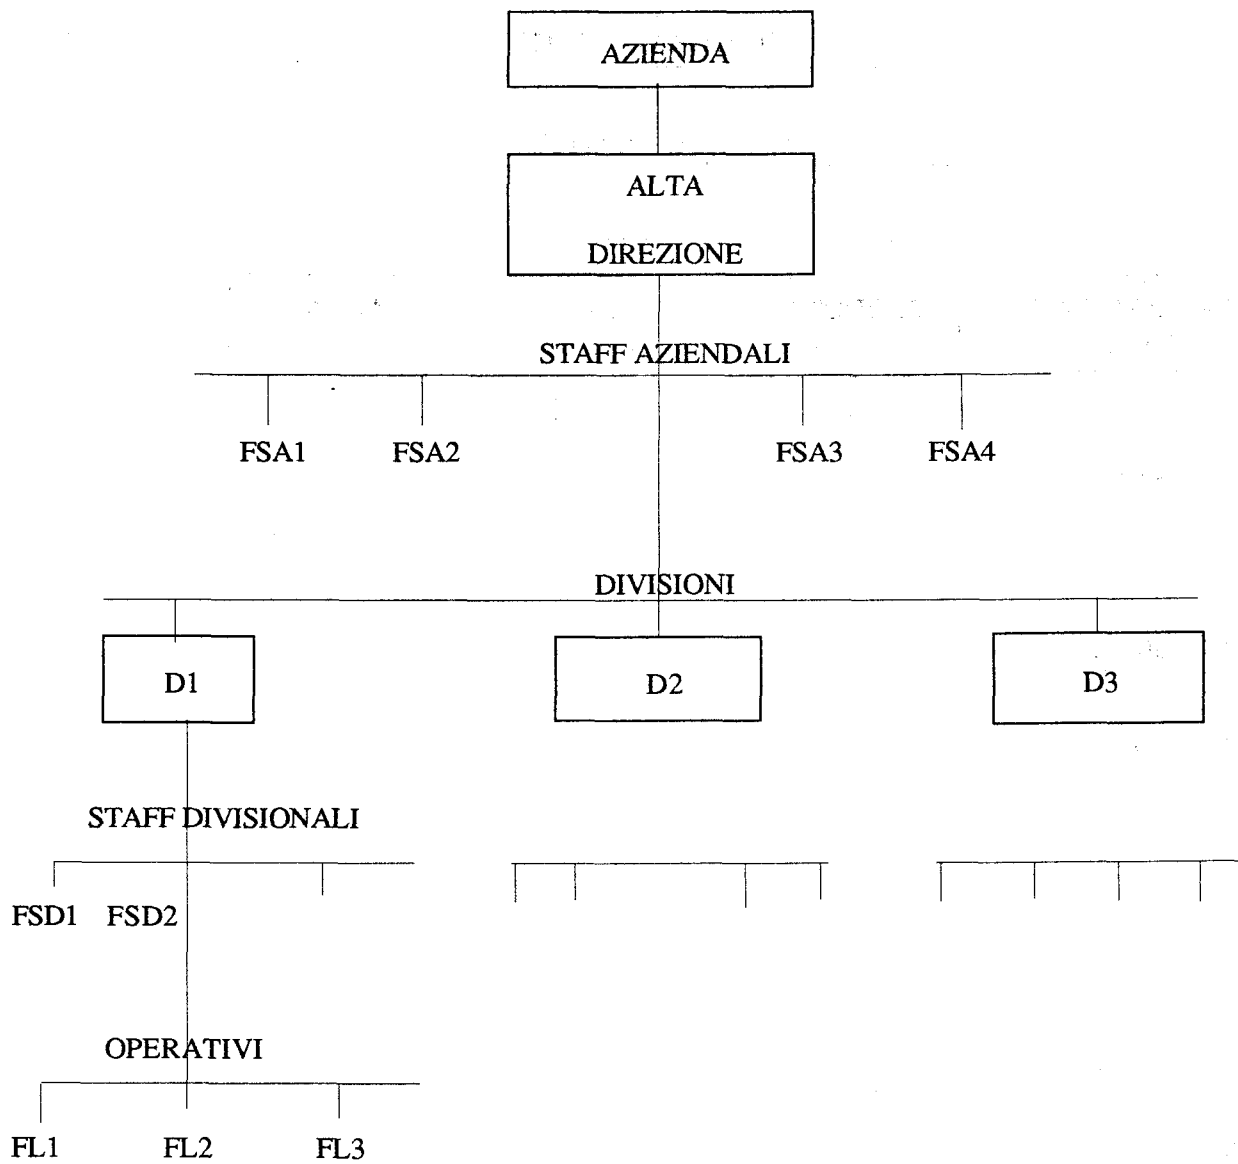 AZIENDA
ALTA
DIREZIONE
STAFF AZIENDALI
FSA1 FSA2 FSA3 FSA4
DIVISIONI
D1 D2 D3
STAFF DIVISIONALI
FSD1 FSD2
OPERATIVI
FL1 FL2 FL3